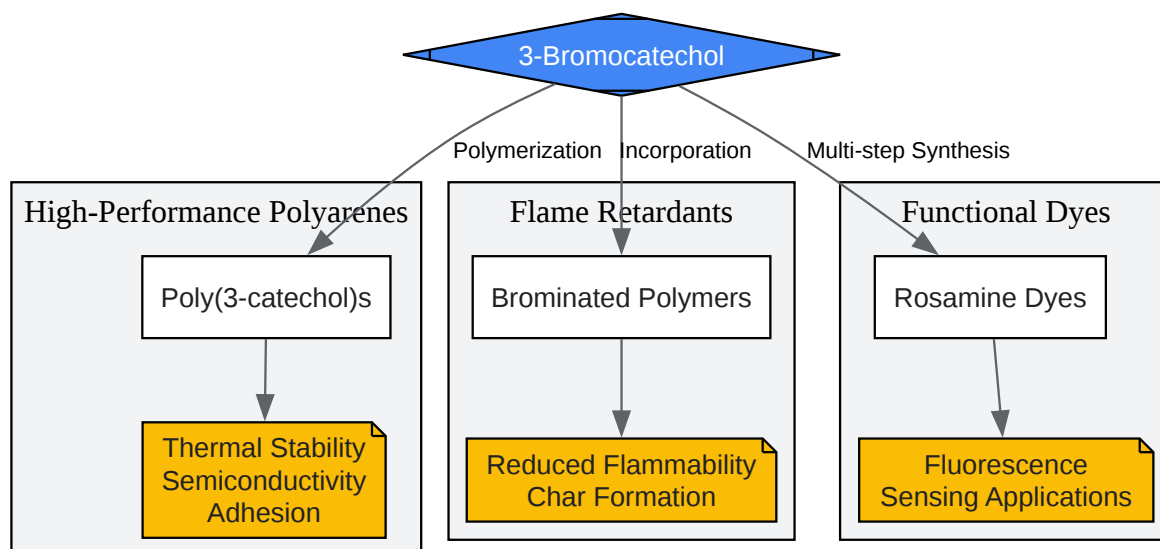 3-Bromocatechol
Polymerization
Incorporation
Multi-step Synthesis
High-Performance Polyarenes
Flame Retardants
Functional Dyes
Poly(3-catechol)s
Brominated Polymers
Rosamine Dyes
Thermal Stability
Semiconductivity
Adhesion
Reduced Flammability
Char Formation
Fluorescence
Sensing Applications